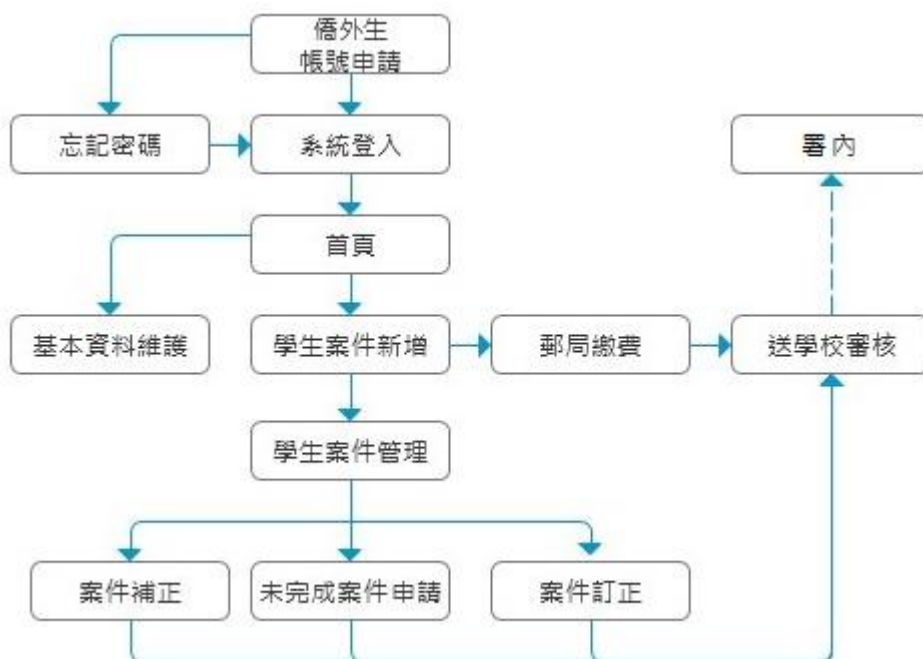 僑外生
帳號申請
忘記密碼
系統登入
署內
首頁
基本資料維護
學生案件新增
郵局繳費
送學校審核
學生案件管理
案件補正
未完成案件申請
案件訂正